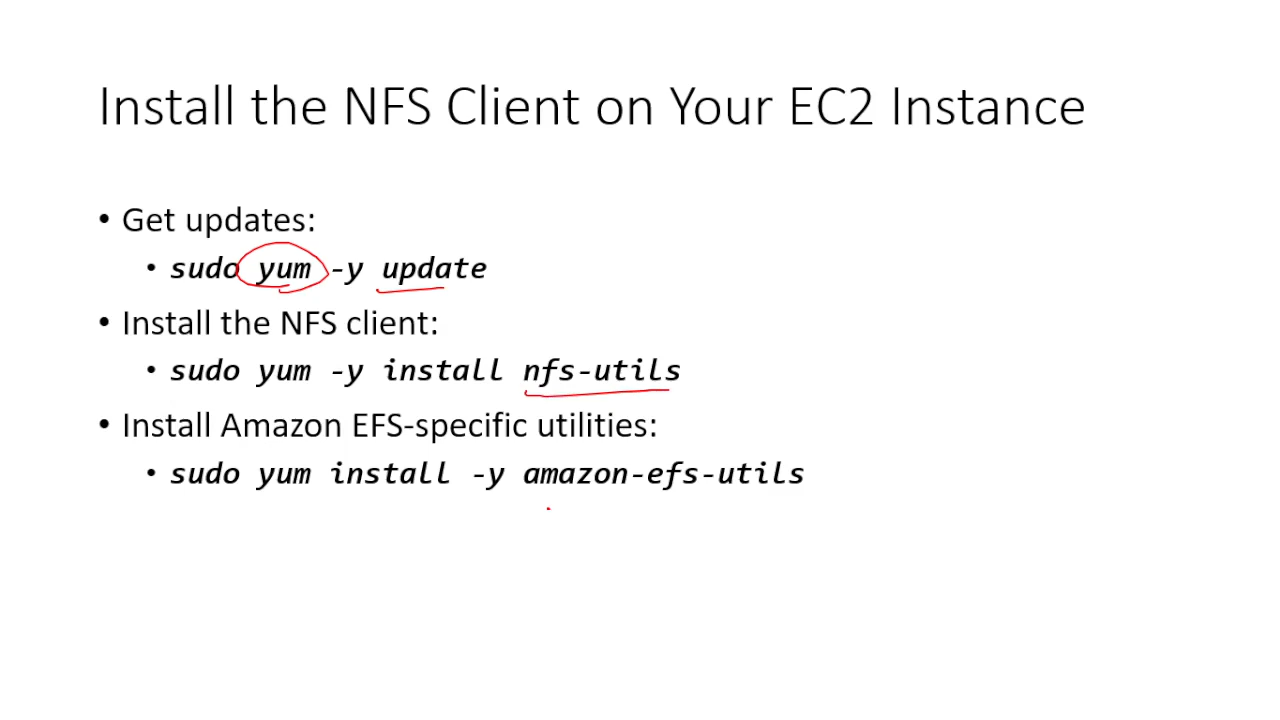 Install the NFS Client on Your EC2 Instance
• Get updates:
• sudo yum -y update
• Install the NFS client:
• sudo yum -y install nfs-utils
• Install Amazon EFS-specific utilities:
• sudo yum install -y amazon-efs-utils